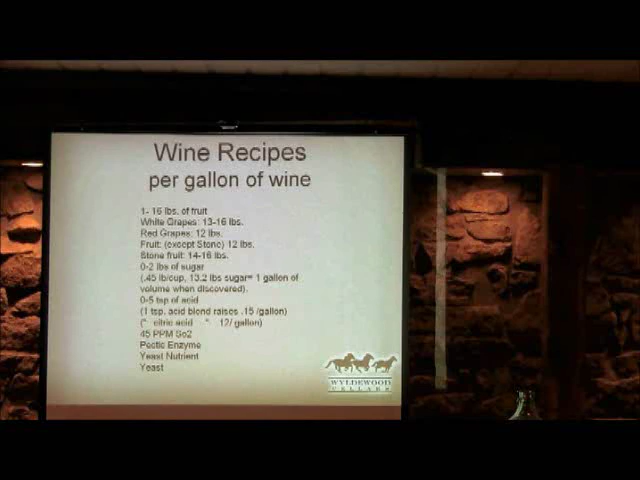 Wine Recipes
per gallon of wine
1- 16 lbs. of fruit
White Grapes: 13-16 lbs.
Red Grapes: 12 lbs.
Fruit: (except Stone) 12 lbs.
Stone fruit: 14-16 lbs.
0-2 lbs of sugar
(.45 lb/cup, 13.2 lbs sugar= 1 gallon of
volume when discovered).
0-5 tsp of acid
(1 tsp. acid blend raises .15 /gallon)
(" citric acid " .12/ gallon)
45 PPM So2
Pectic Enzyme
Yeast Nutrient
Yeast
WYLDEWOOD
CELLARS